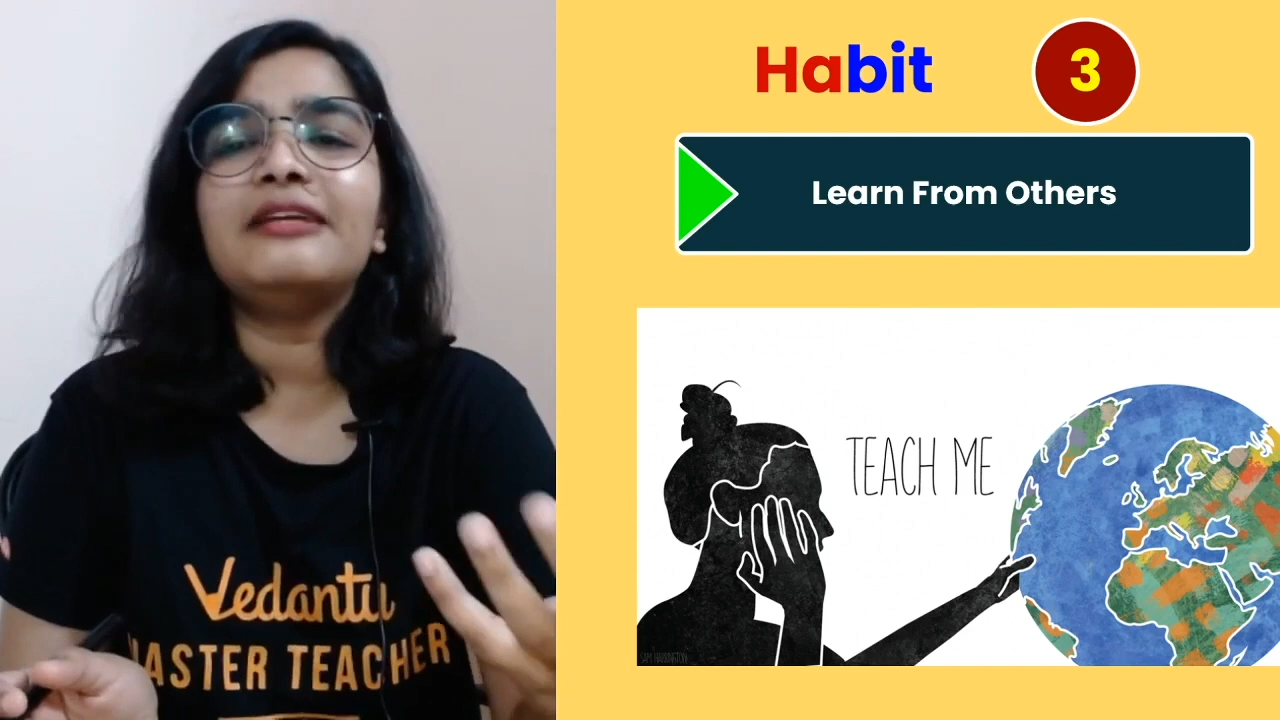 Habit 3
Learn From Others
TEACH ME
Vedantu
MASTER TEACHER